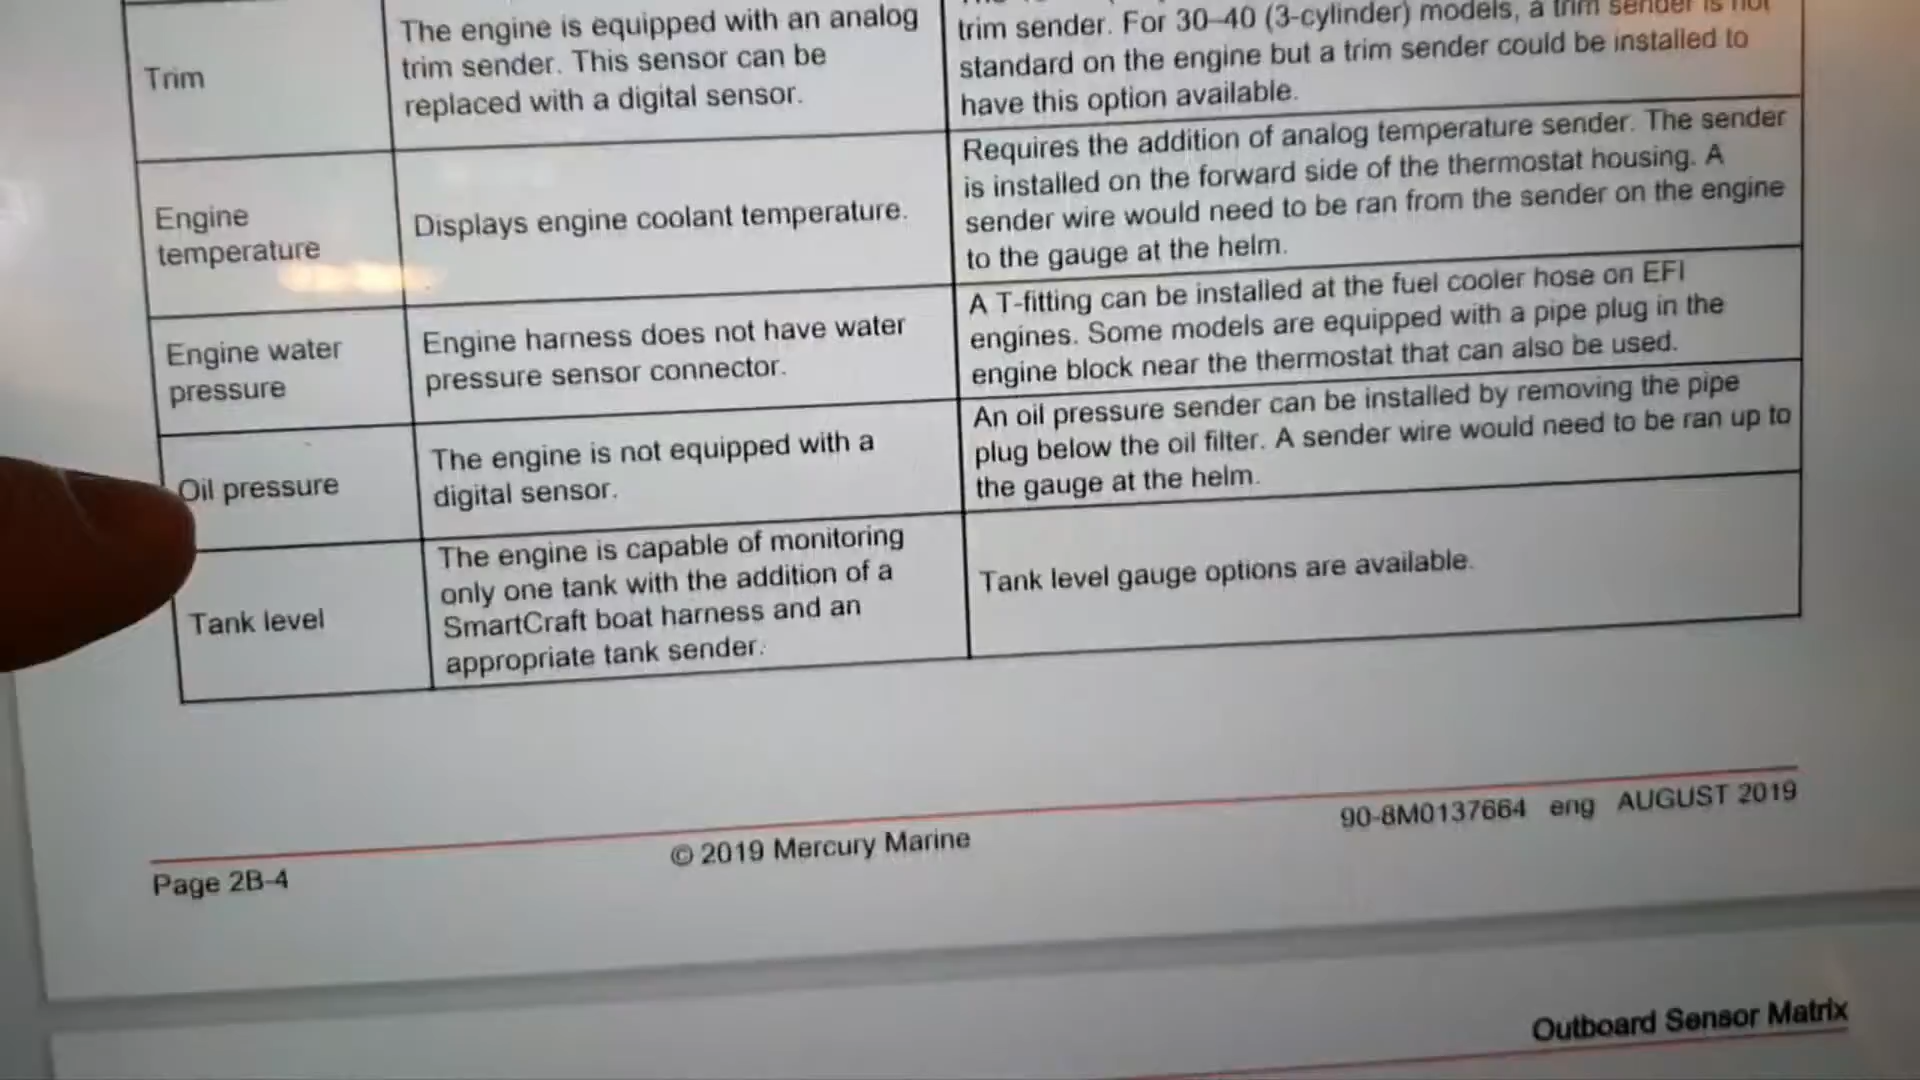 Trim
The engine is equipped with an analog
trim sender. This sensor can be
replaced with a digital sensor.
trim sender. For 30–40 (3-cylinder) models, a trim sender is not
standard on the engine but a trim sender could be installed to
have this option available.
Engine
temperature
Displays engine coolant temperature.
Requires the addition of analog temperature sender. The sender
is installed on the forward side of the thermostat housing. A
sender wire would need to be ran from the sender on the engine
to the gauge at the helm.
Engine water
pressure
Engine harness does not have water
pressure sensor connector.
A T-fitting can be installed at the fuel cooler hose on EFI
engines. Some models are equipped with a pipe plug in the
engine block near the thermostat that can also be used.
Oil pressure
The engine is not equipped with a
digital sensor.
An oil pressure sender can be installed by removing the pipe
plug below the oil filter. A sender wire would need to be ran up to
the gauge at the helm.
Tank level
The engine is capable of monitoring
only one tank with the addition of a
SmartCraft boat harness and an
appropriate tank sender.
Tank level gauge options are available.
Page 2B-4
© 2019 Mercury Marine
90-8M0137664 eng AUGUST 2019
Outboard Sensor Matrix